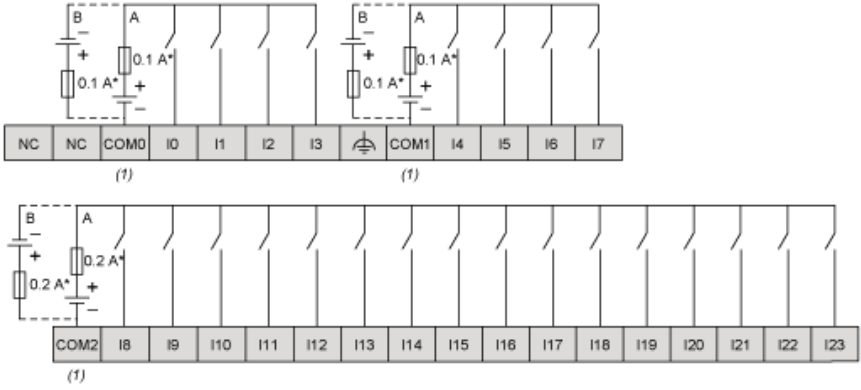 B A B A
− −
+ 0.1 A* + 0.1 A*
0.1 A* + 0.1 A* +
− −
NC NC COM0 I0 I1 I2 I3 COM1 I4 I5 I6 I7
(1) (1)
B A
−
+ 0.2 A*
0.2 A* +
−
COM2 I8 I9 I10 I11 I12 I13 I14 I15 I16 I17 I18 I19 I20 I21 I22 I23
(1)